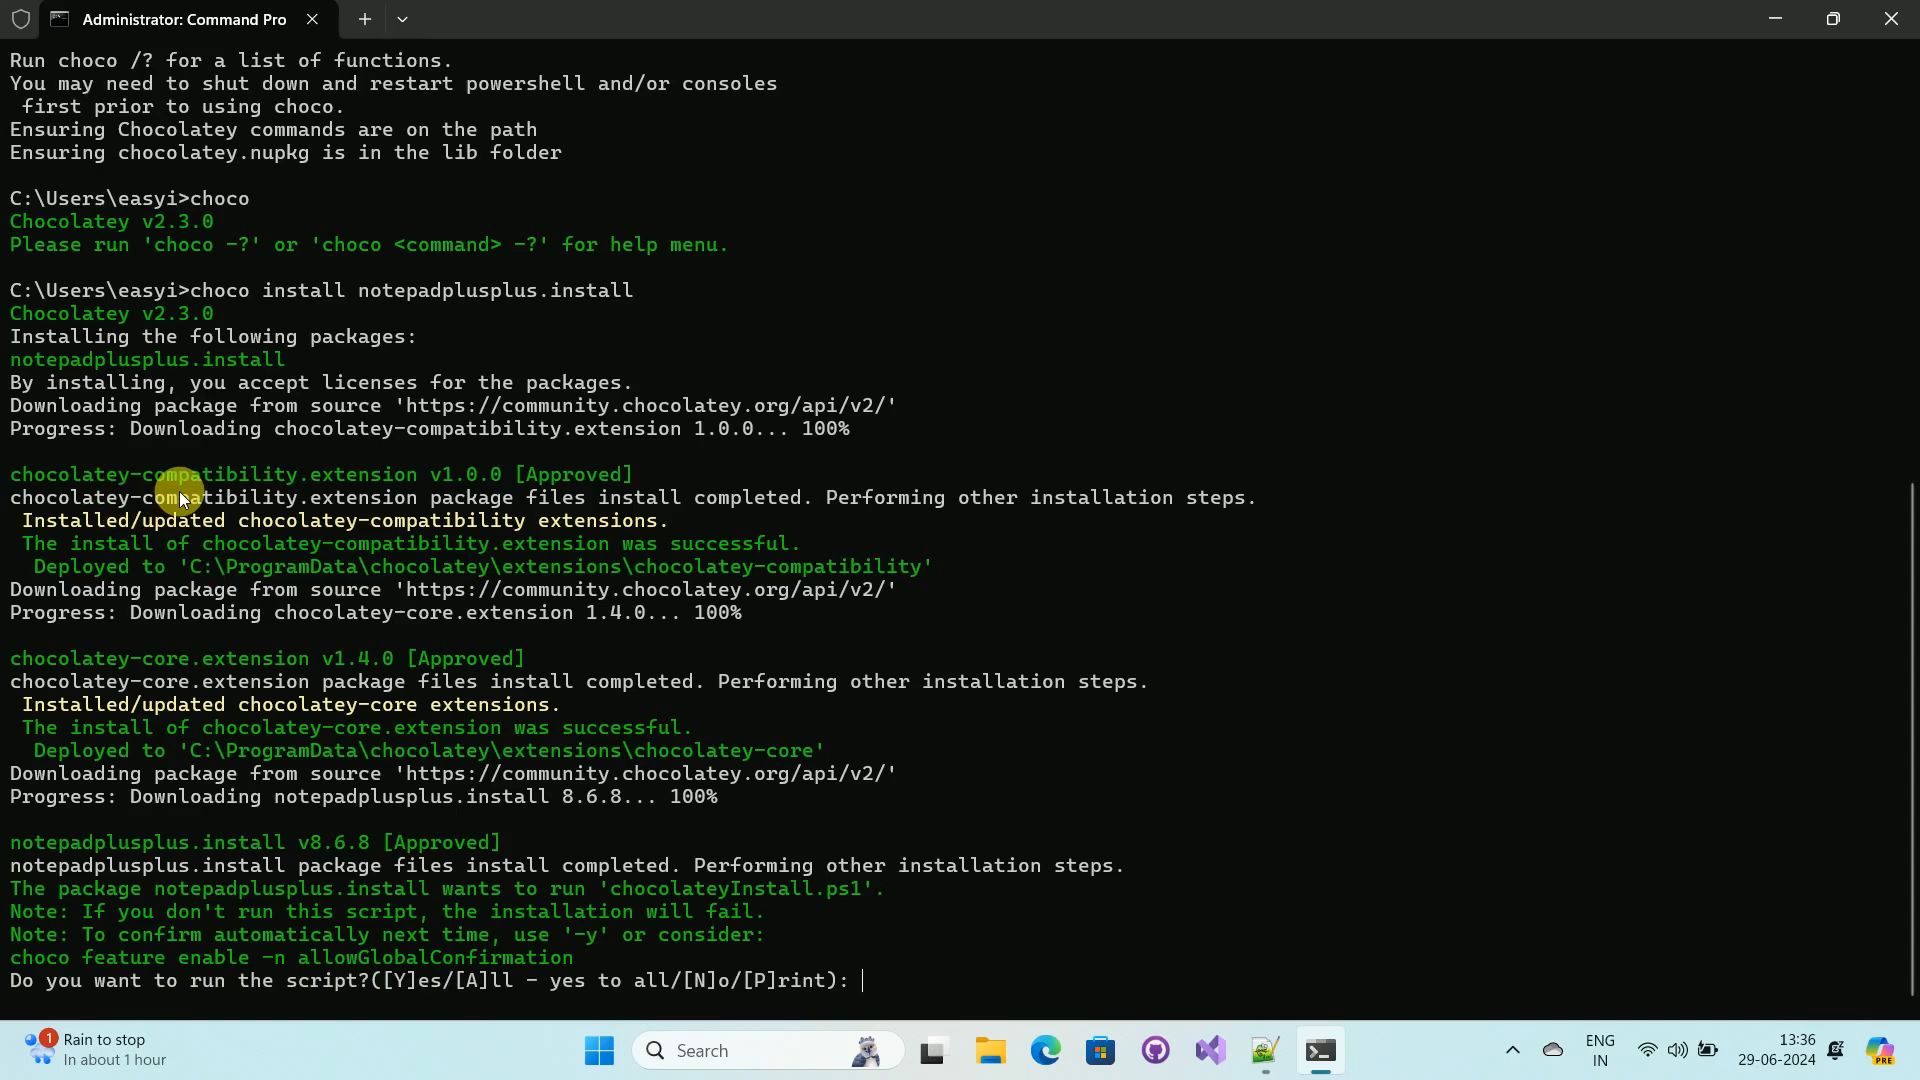 Administrator: Command Pro
Run choco /? for a list of functions.
You may need to shut down and restart powershell and/or consoles
 first prior to using choco.
Ensuring Chocolatey commands are on the path
Ensuring chocolatey.nupkg is in the lib folder
C:\Users\easyi>choco
Chocolatey v2.3.0
Please run 'choco -?' or 'choco <command> -?' for help menu.
C:\Users\easyi>choco install notepadplusplus.install
Chocolatey v2.3.0
Installing the following packages:
notepadplusplus.install
By installing, you accept licenses for the packages.
Downloading package from source 'https://community.chocolatey.org/api/v2/'
Progress: Downloading chocolatey-compatibility.extension 1.0.0... 100%
chocolatey-compatibility.extension v1.0.0 [Approved]
chocolatey-compatibility.extension package files install completed. Performing other installation steps.
 Installed/updated chocolatey-compatibility extensions.
 The install of chocolatey-compatibility.extension was successful.
  Deployed to 'C:\ProgramData\chocolatey\extensions\chocolatey-compatibility'
Downloading package from source 'https://community.chocolatey.org/api/v2/'
Progress: Downloading chocolatey-core.extension 1.4.0... 100%
chocolatey-core.extension v1.4.0 [Approved]
chocolatey-core.extension package files install completed. Performing other installation steps.
 Installed/updated chocolatey-core extensions.
 The install of chocolatey-core.extension was successful.
  Deployed to 'C:\ProgramData\chocolatey\extensions\chocolatey-core'
Downloading package from source 'https://community.chocolatey.org/api/v2/'
Progress: Downloading notepadplusplus.install 8.6.8... 100%
notepadplusplus.install v8.6.8 [Approved]
notepadplusplus.install package files install completed. Performing other installation steps.
The package notepadplusplus.install wants to run 'chocolateyInstall.ps1'.
Note: If you don't run this script, the installation will fail.
Note: To confirm automatically next time, use '-y' or consider:
choco feature enable -n allowGlobalConfirmation
Do you want to run the script?([Y]es/[A]ll - yes to all/[N]o/[P]rint):
1
Rain to stop
In about 1 hour
Search
ENG
IN
13:36
29-06-2024
PRE